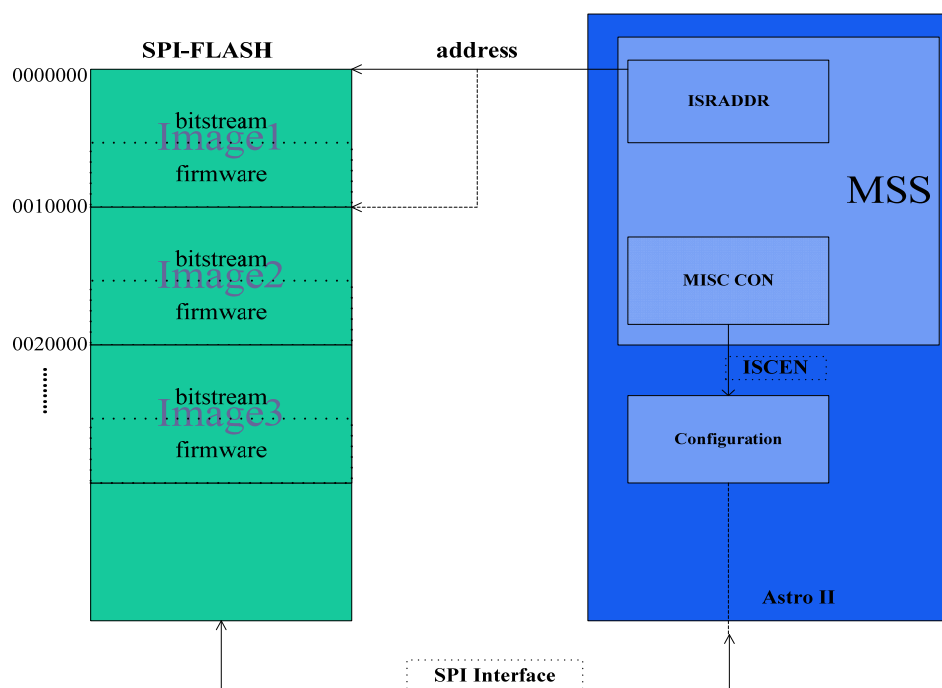 SPI-FLASH
address
0000000
bitstream
Image1
firmware
0010000
bitstream
Image2
firmware
0020000
bitstream
Image3
firmware
ISRADDR
MSS
MISC CON
ISCEN
Configuration
Astro II
SPI Interface